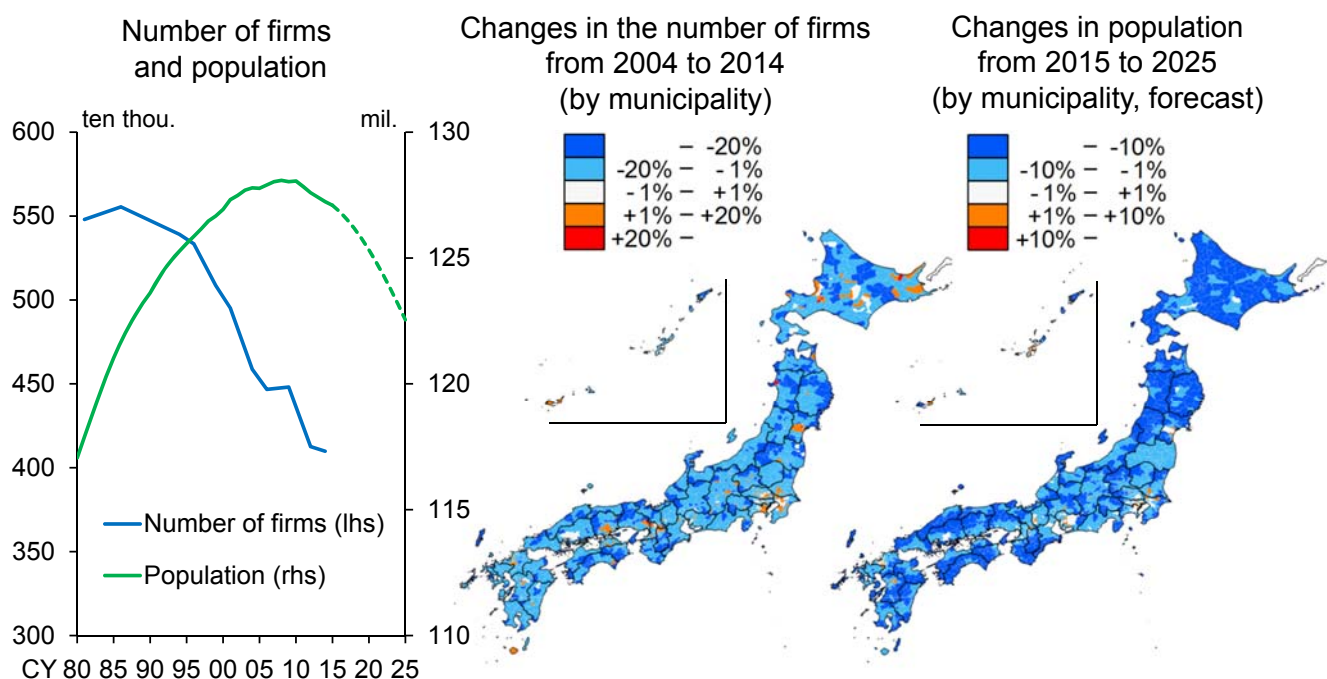 Number of firms
and population
ten thou.
mil.
600
550
500
450
400
350
300
130
125
120
115
110
Number of firms (lhs)
Population (rhs)
CY 80 85 90 95 00 05 10 15 20 25
Changes in the number of firms
from 2004 to 2014
(by municipality)
– -20%
-20% – -1%
-1% – +1%
+1% – +20%
+20% –
Changes in population
from 2015 to 2025
(by municipality, forecast)
– -10%
-10% – -1%
-1% – +1%
+1% – +10%
+10% –